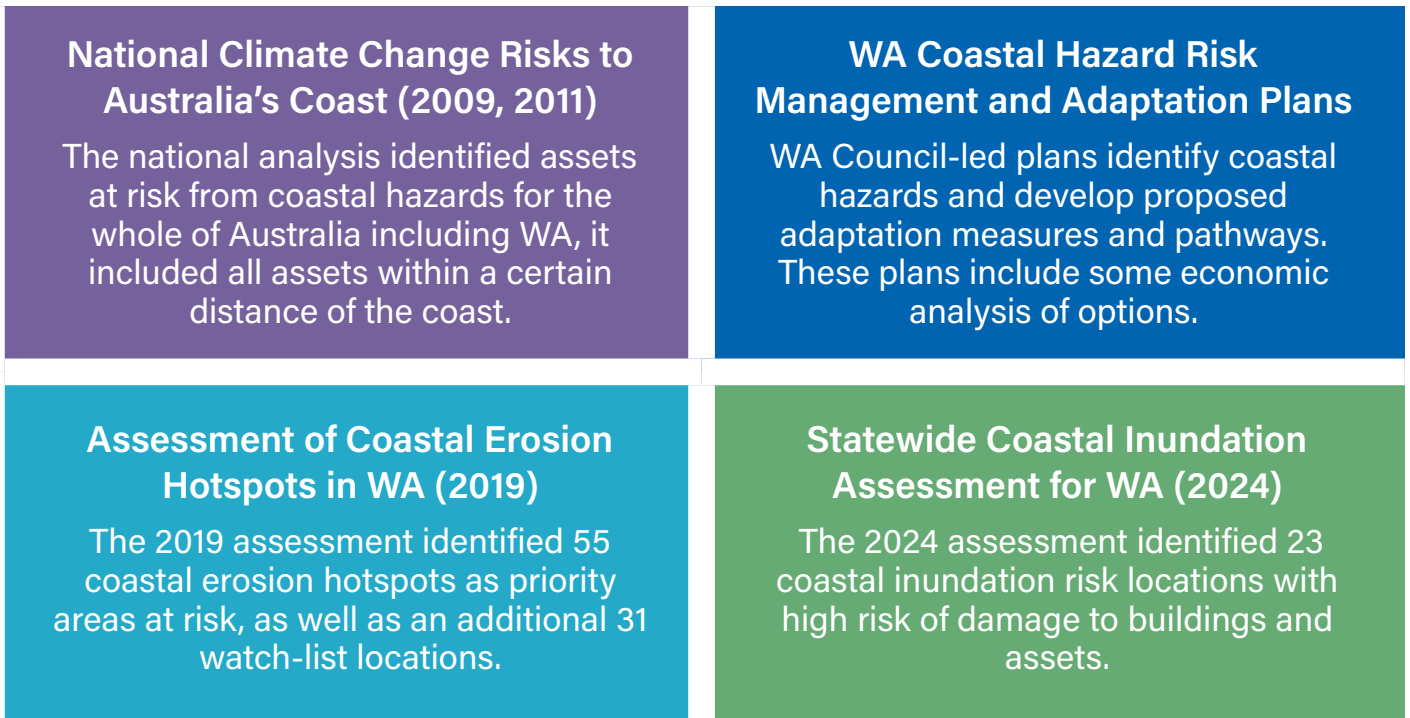 National Climate Change Risks to
Australia's Coast (2009, 2011)
The national analysis identified assets
at risk from coastal hazards for the
whole of Australia including WA, it
included all assets within a certain
distance of the coast.
WA Coastal Hazard Risk
Management and Adaptation Plans
WA Council-led plans identify coastal
hazards and develop proposed
adaptation measures and pathways.
These plans include some economic
analysis of options.
Assessment of Coastal Erosion
Hotspots in WA (2019)
The 2019 assessment identified 55
coastal erosion hotspots as priority
areas at risk, as well as an additional 31
watch-list locations.
Statewide Coastal Inundation
Assessment for WA (2024)
The 2024 assessment identified 23
coastal inundation risk locations with
high risk of damage to buildings and
assets.